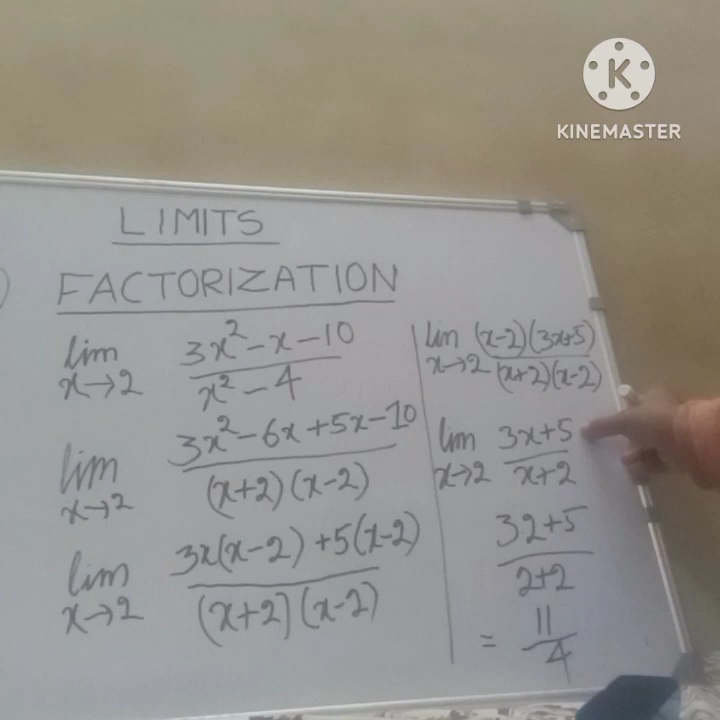 KINEMASTER
LIMITS
FACTORIZATION
lim x→2 3x²-x-10 / x²-4
lim x→2 3x²-6x+5x-10 / (x+2)(x-2)
lim x→2 3x(x-2)+5(x-2) / (x+2)(x-2)
lim x→2 (x-2)(3x+5) / (x+2)(x-2)
lim x→2 3x+5 / x+2
3.2+5 / 2+2
= 11/4